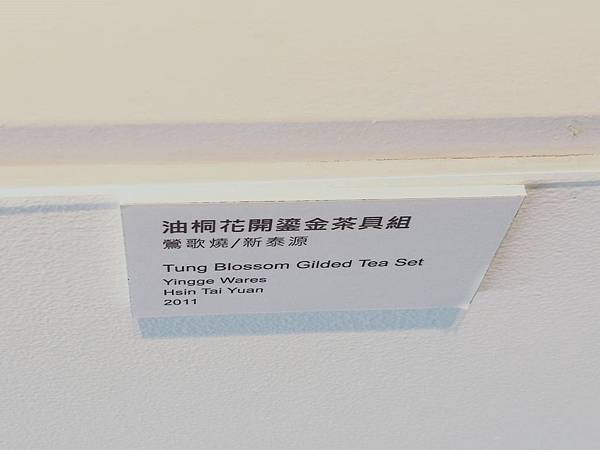 油桐花開鎏金茶具組
鶯歌燒/新泰源
Tung Blossom Gilded Tea Set
Yingge Wares
Hsin Tai Yuan
2011